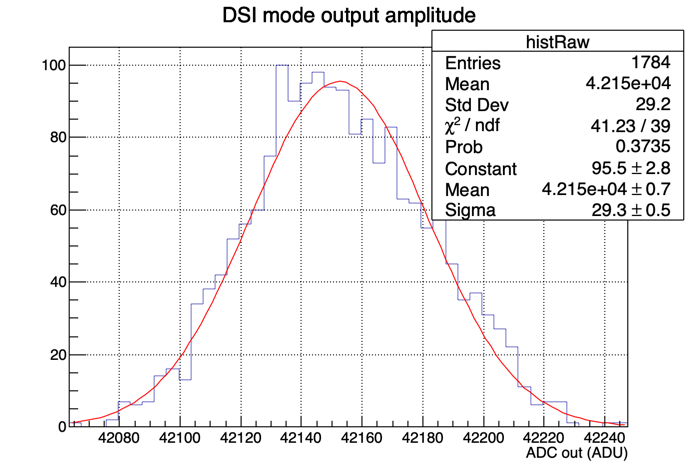 DSI mode output amplitude
histRaw
Entries 1784
Mean 4.215e+04
Std Dev 29.2
χ² / ndf 41.23 / 39
Prob 0.3735
Constant 95.5 ± 2.8
Mean 4.215e+04 ± 0.7
Sigma 29.3 ± 0.5
100
80
60
40
20
0
42080 42100 42120 42140 42160 42180 42200 42220 42240
ADC out (ADU)